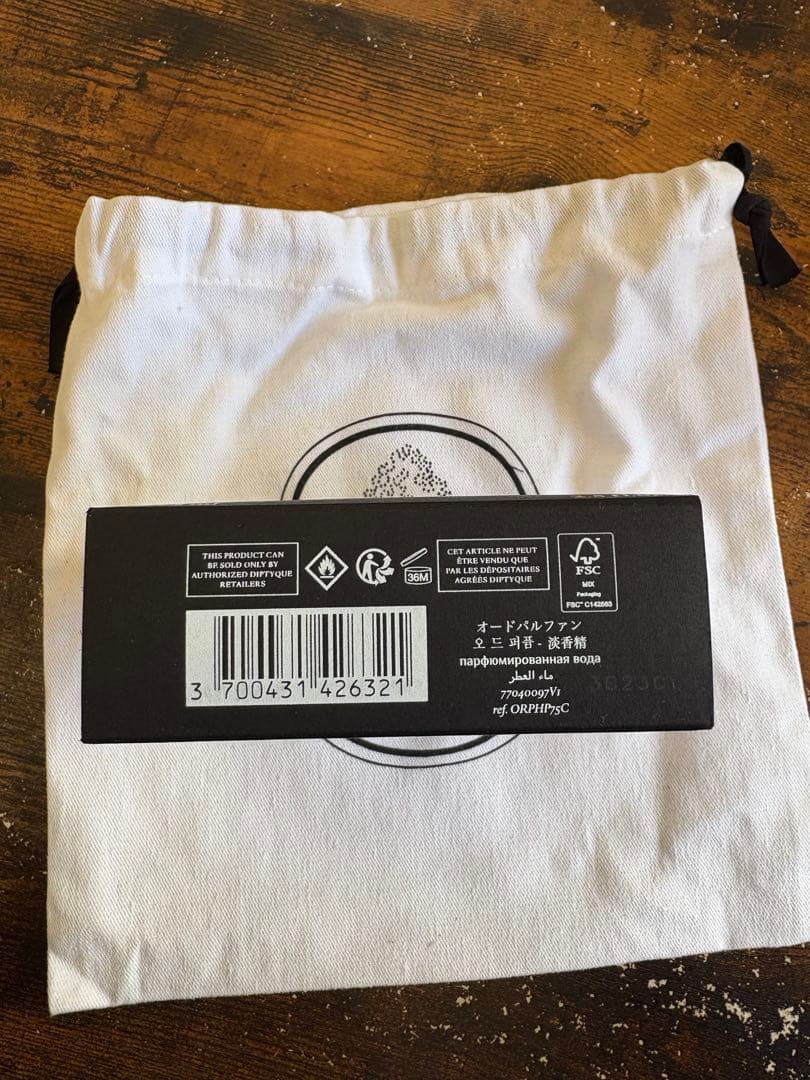 THIS PRODUCT CAN
BE SOLD ONLY BY
AUTHORIZED DIPTYQUE
RETAILERS
36M
CET ARTICLE NE PEUT
ÊTRE VENDU QUE
PAR LES DÉPOSITAIRES
AGRÉÉS DIPTYQUE
FSC
MIX
Packaging
FSC™ C142563
3 700431 426321
オードパルファン
오 드 퍼퓸 - 淡香精
парфюмированная вода
ماء العطر
77040097V1
ref. ORPHP75C